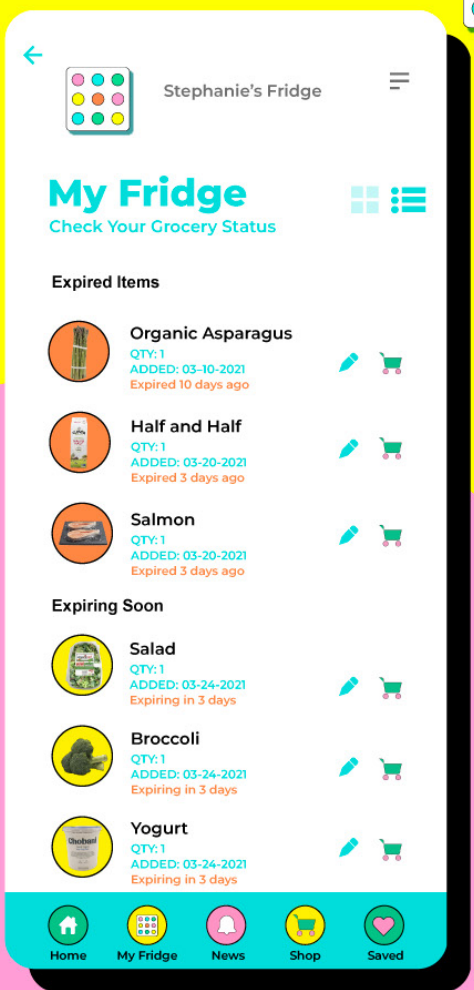 Stephanie's Fridge
My Fridge
Check Your Grocery Status
Expired Items
Organic Asparagus
QTY: 1
ADDED: 03-10-2021
Expired 10 days ago
Half and Half
QTY: 1
ADDED: 03-20-2021
Expired 3 days ago
Salmon
QTY: 1
ADDED: 03-20-2021
Expired 3 days ago
Expiring Soon
Salad
QTY: 1
ADDED: 03-24-2021
Expiring in 3 days
Broccoli
QTY: 1
ADDED: 03-24-2021
Expiring in 3 days
Yogurt
Chobani
QTY: 1
ADDED: 03-24-2021
Expiring in 3 days
Home
My Fridge
News
Shop
Saved